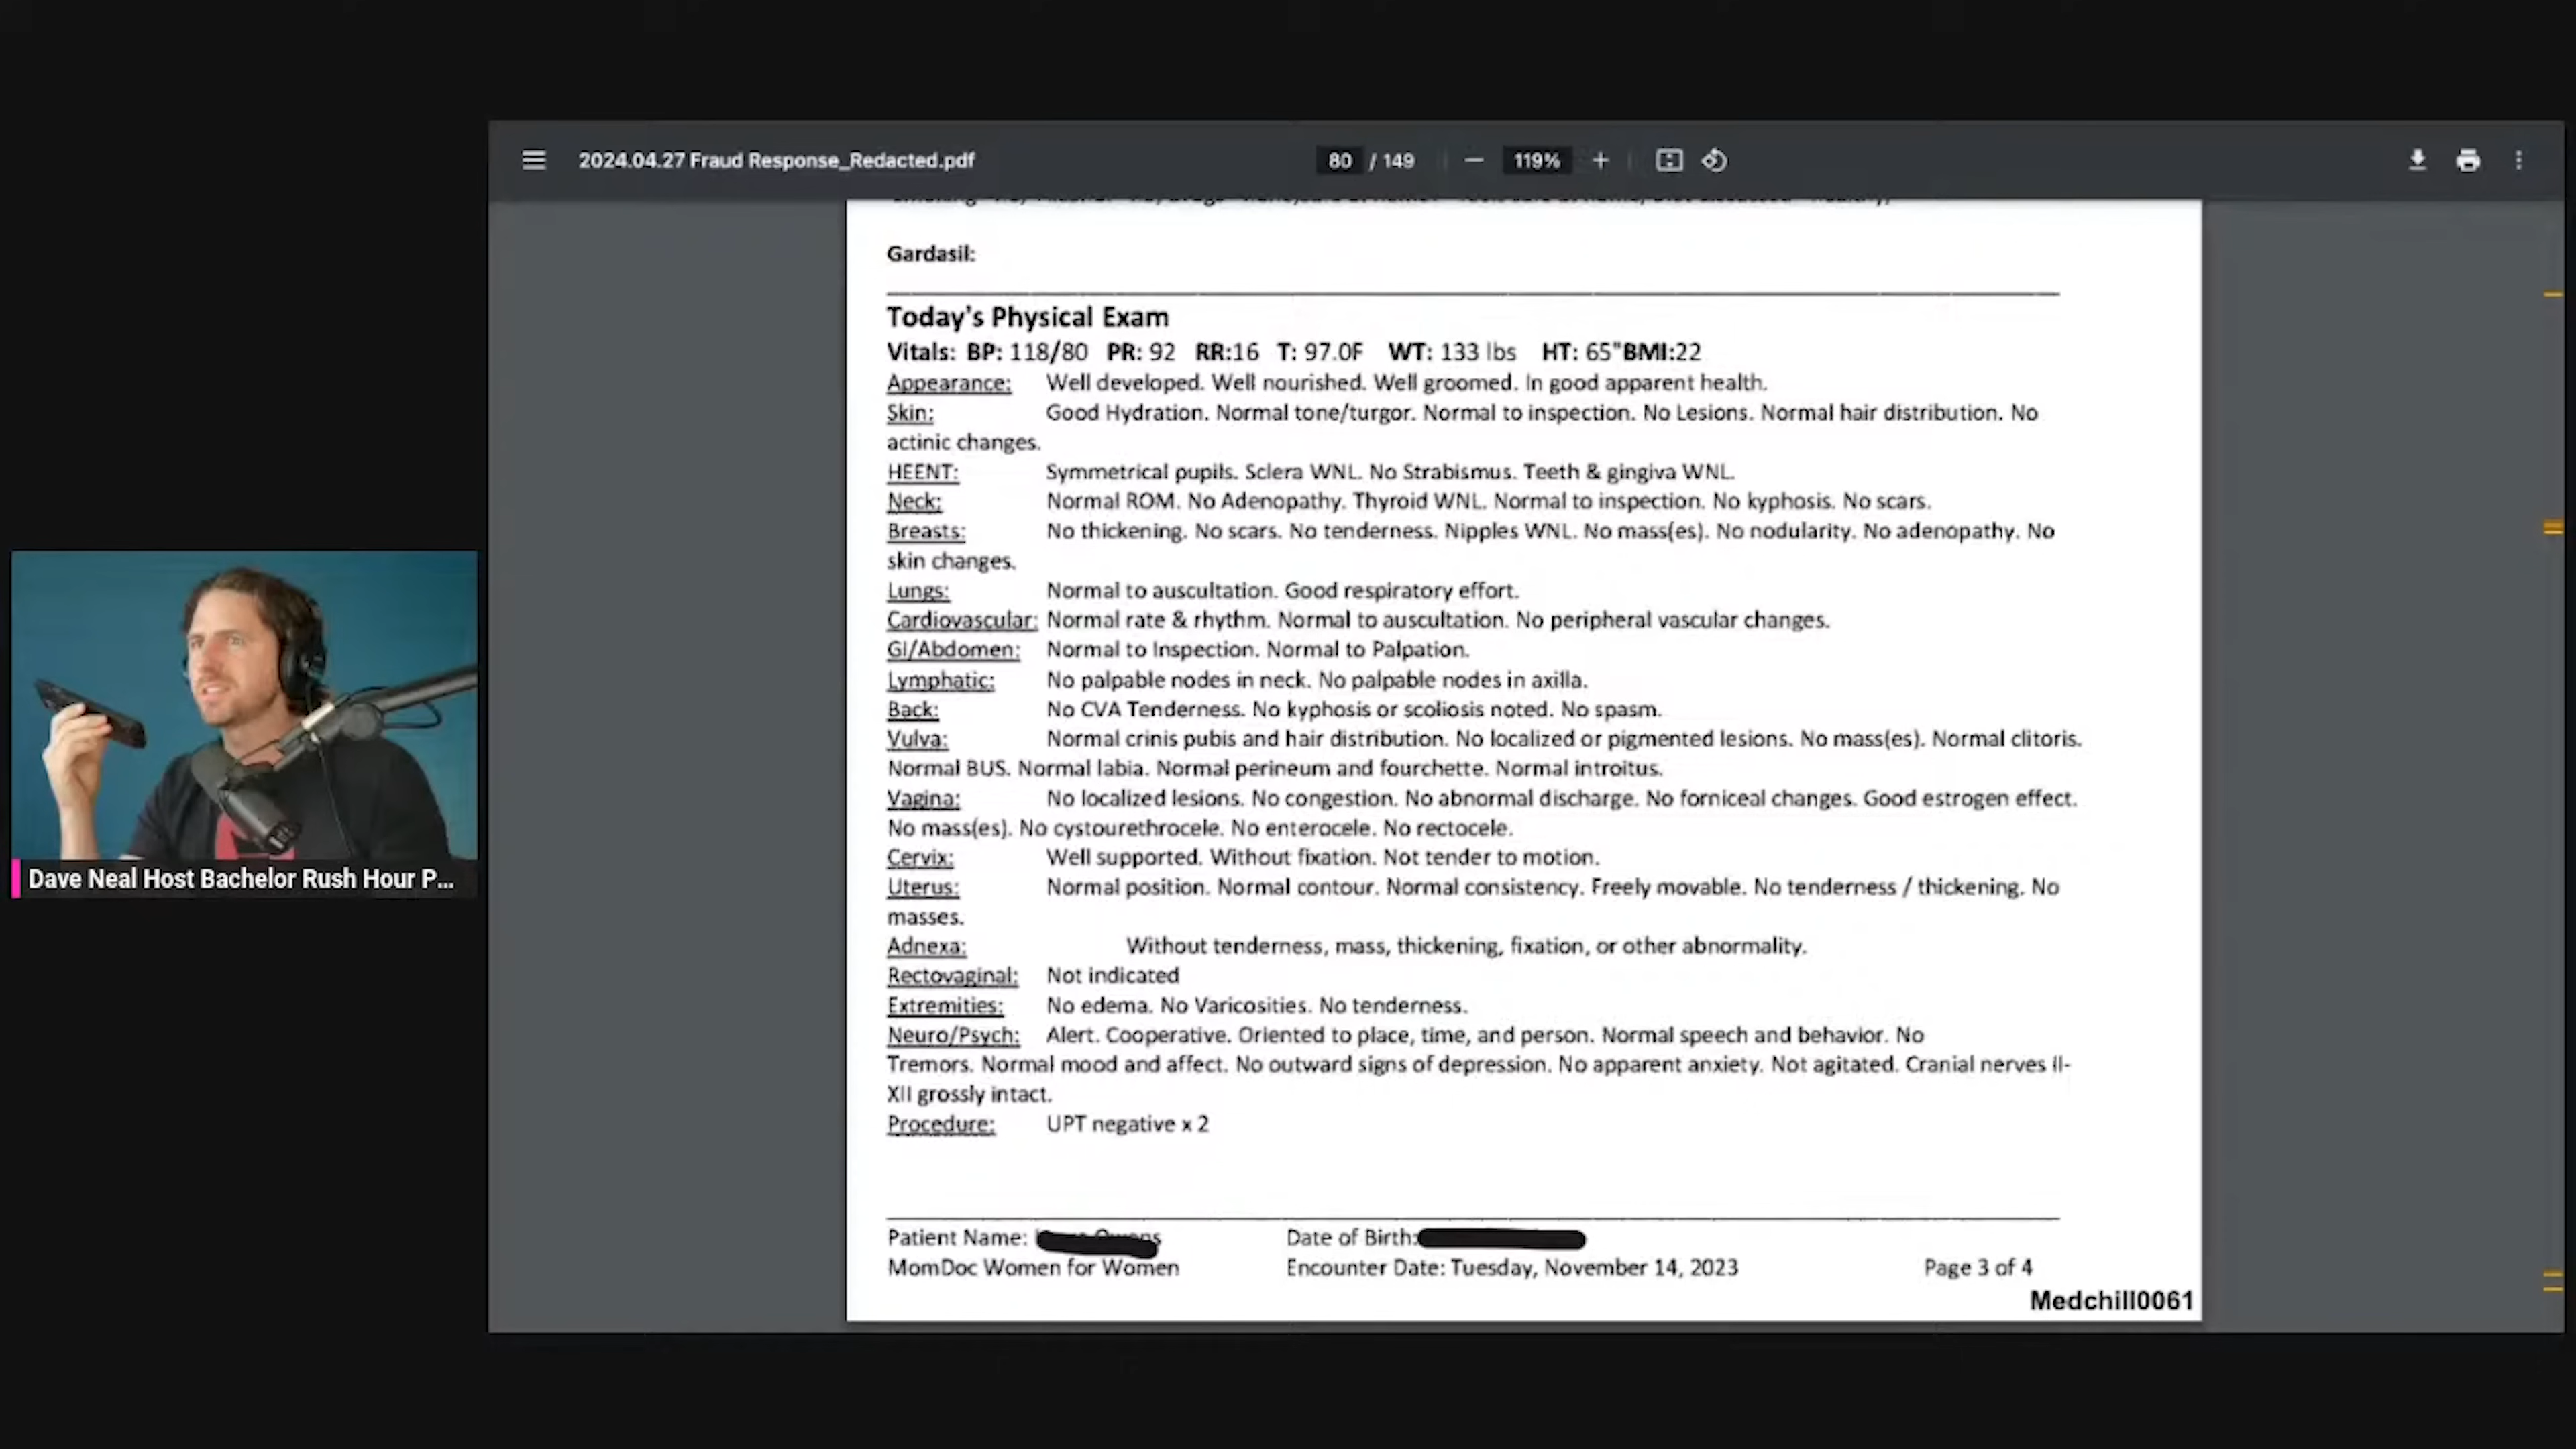 2024.04.27 Fraud Response_Redacted.pdf
80 / 149
119%
Gardasil:
Today's Physical Exam
Vitals: BP: 118/80 PR: 92 RR:16 T: 97.0F WT: 133 lbs HT: 65"BMI:22
Appearance: Well developed. Well nourished. Well groomed. In good apparent health.
Skin: Good Hydration. Normal tone/turgor. Normal to inspection. No Lesions. Normal hair distribution. No
actinic changes.
HEENT: Symmetrical pupils. Sclera WNL. No Strabismus. Teeth & gingiva WNL.
Neck: Normal ROM. No Adenopathy. Thyroid WNL. Normal to inspection. No kyphosis. No scars.
Breasts: No thickening. No scars. No tenderness. Nipples WNL. No mass(es). No nodularity. No adenopathy. No
skin changes.
Lungs: Normal to auscultation. Good respiratory effort.
Cardiovascular: Normal rate & rhythm. Normal to auscultation. No peripheral vascular changes.
GI/Abdomen: Normal to Inspection. Normal to Palpation.
Lymphatic: No palpable nodes in neck. No palpable nodes in axilla.
Back: No CVA Tenderness. No kyphosis or scoliosis noted. No spasm.
Vulva: Normal crinis pubis and hair distribution. No localized or pigmented lesions. No mass(es). Normal clitoris.
Normal BUS. Normal labia. Normal perineum and fourchette. Normal introitus.
Vagina: No localized lesions. No congestion. No abnormal discharge. No forniceal changes. Good estrogen effect.
No mass(es). No cystourethrocele. No enterocele. No rectocele.
Cervix: Well supported. Without fixation. Not tender to motion.
Uterus: Normal position. Normal contour. Normal consistency. Freely movable. No tenderness / thickening. No
masses.
Adnexa: Without tenderness, mass, thickening, fixation, or other abnormality.
Rectovaginal: Not indicated
Extremities: No edema. No Varicosities. No tenderness.
Neuro/Psych: Alert. Cooperative. Oriented to place, time, and person. Normal speech and behavior. No
Tremors. Normal mood and affect. No outward signs of depression. No apparent anxiety. Not agitated. Cranial nerves II-
XII grossly intact.
Procedure: UPT negative x 2
Patient Name:
Date of Birth:
MomDoc Women for Women
Encounter Date: Tuesday, November 14, 2023
Page 3 of 4
Medchill0061
Dave Neal Host Bachelor Rush Hour P...